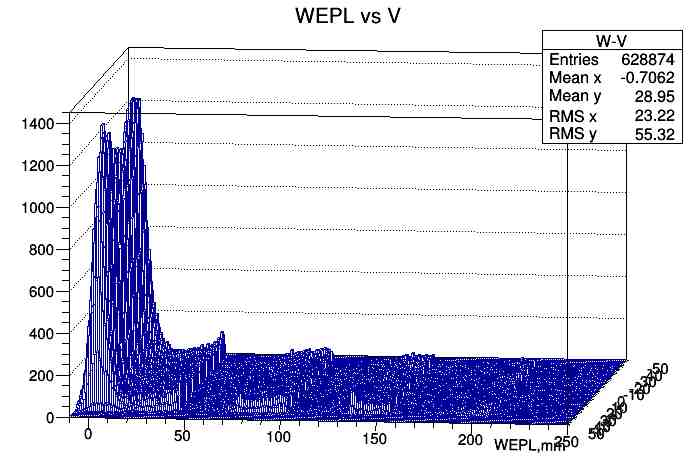 WEPL vs V
W-V
Entries 628874
Mean x -0.7062
Mean y 28.95
RMS x 23.22
RMS y 55.32
1400
1200
1000
800
600
400
200
0
0 50 100 150 200 250
WEPL,mm